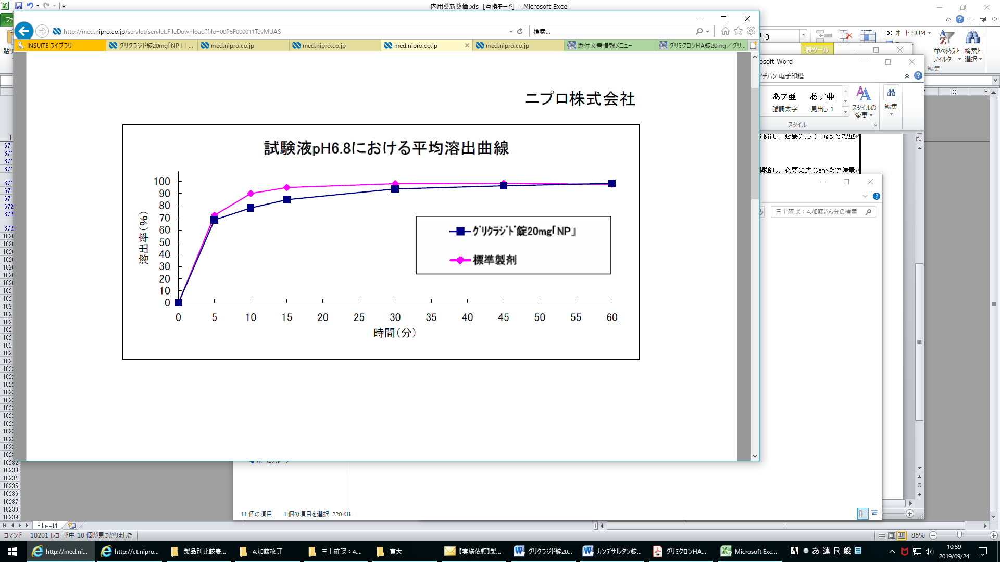 内用薬新薬価.xls [互換モード] - Microsoft Excel
http://med.nipro.co.jp/servlet/servlet.FileDownload?file=00P5F000011TevMUAS
検索...
INSUITE ライブラリ
グリクラジド錠20mg「NP」 | ...
med.nipro.co.jp
med.nipro.co.jp
med.nipro.co.jp
med.nipro.co.jp
添付文書情報メニュー
グリミクロンHA錠20mg／グリ...
Σ オート SUM
並べ替えと
フィルター
検索と
選択
編集
表ツール
osoft Word
アチハタ 電子印鑑
あア亜
強調太字
あア亜
見出し 1
スタイルの
変更
編集
スタイル
X
Y
開始し、必要に応じ8mgまで増量
開始し、必要に応じ8mgまで増量
三上確認：4.加藤さん分の検索
ニプロ株式会社
試験液pH6.8における平均溶出曲線
溶出率(%)
100
90
80
70
60
50
40
30
20
10
0
0 5 10 15 20 25 30 35 40 45 50 55 60
時間(分)
グリクラジド錠20mg「NP」
標準製剤
10232
10233
10234
10235
10236
10237
10238
10239
11 個の項目
1 個の項目を選択 220 KB
Sheet1
コマンド
10201 レコード中 10 個が見つかりました
85%
http://med.ni...
http://ct.nipro...
製品別比較表...
4.加藤改訂
三上確認：4....
東大
【実施依頼】製...
グリクラジド錠20...
カンデサルタン錠...
グリミクロンHA...
Microsoft Exc...
あ 連 R 般
10:59
2019/09/24